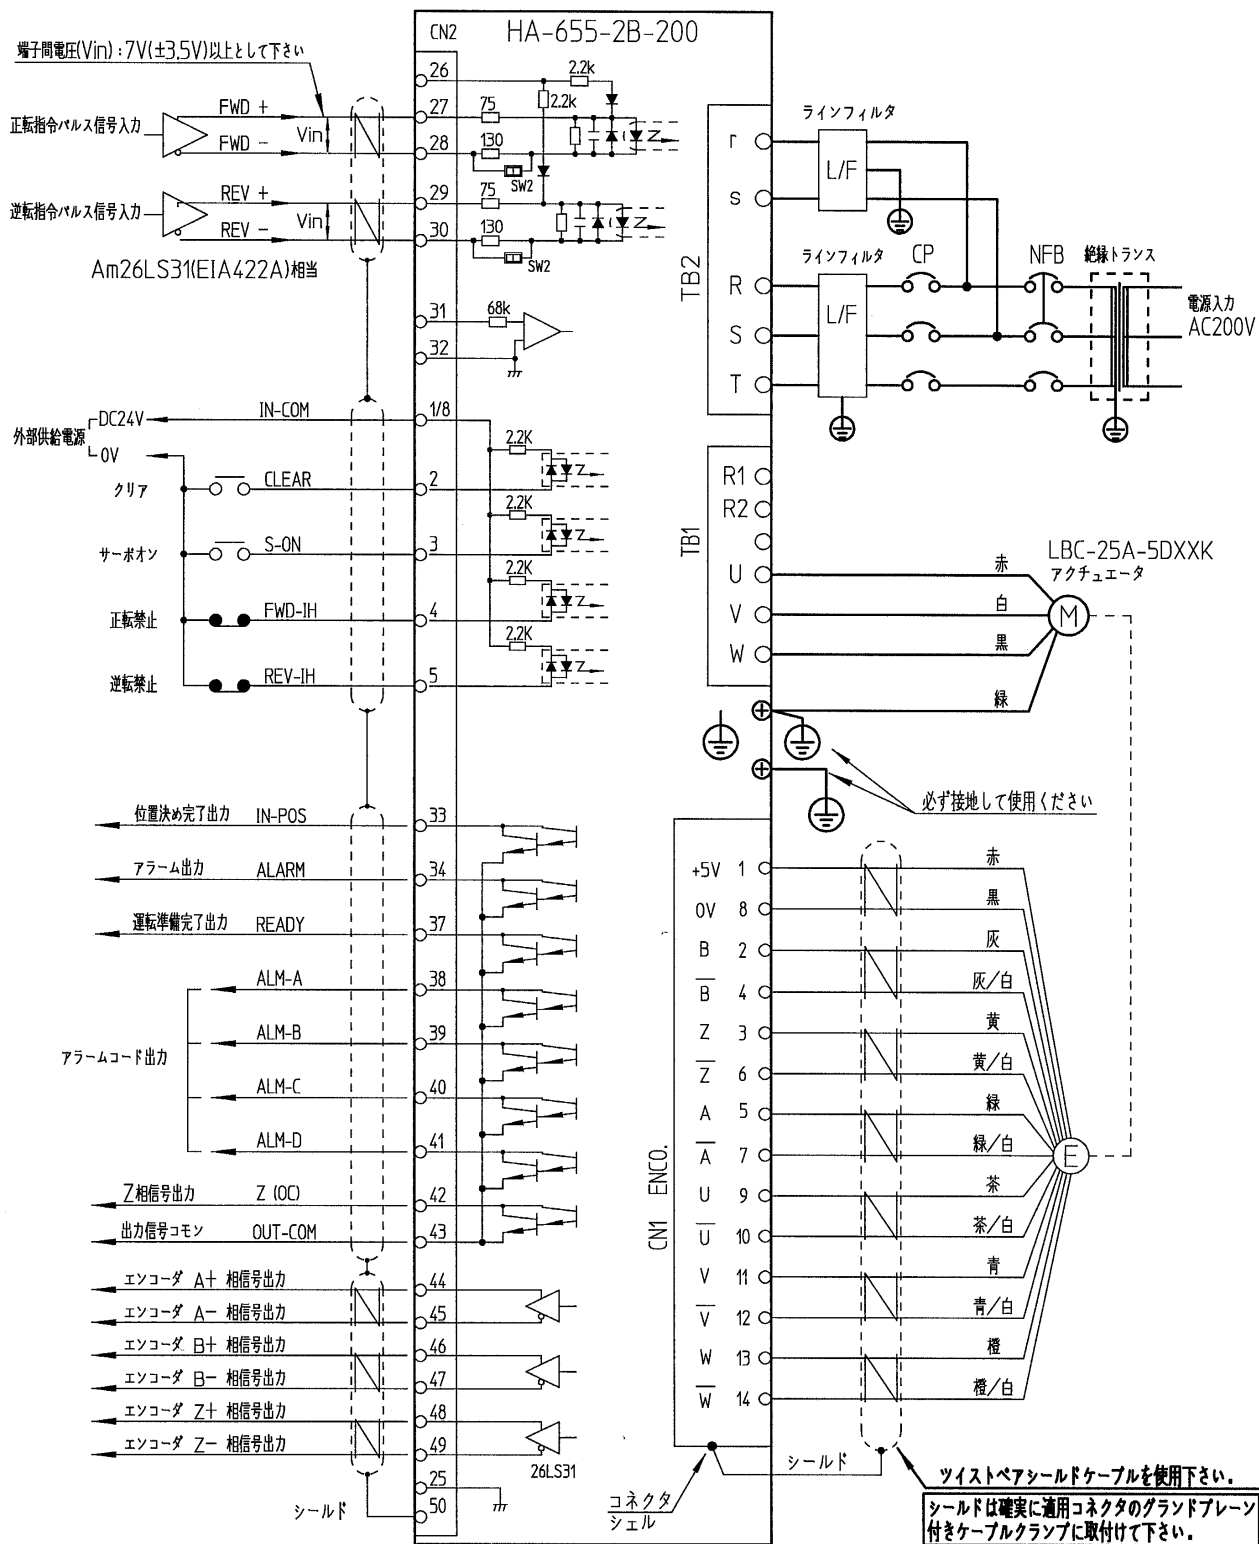 CN2
HA-655-2B-200
端子間電圧(Vin):7V(±3,5V)以上として下さい
26
2.2k
2.2k
正転指令パルス信号入力
FWD +
Vin
FWD -
27
75
28
130
SW2
逆転指令パルス信号入力
REV +
Vin
REV -
29
75
30
130
SW2
Am26LS31(EIA422A)相当
31
68k
32
外部供給電源
DC24V
0V
IN-COM
1/8
2.2K
クリア
CLEAR
2
2.2K
サーボオン
S-ON
3
2.2K
正転禁止
FWD-IH
4
2.2K
逆転禁止
REV-IH
5
位置決め完了出力
IN-POS
33
アラーム出力
ALARM
34
運転準備完了出力
READY
37
アラームコード出力
ALM-A
38
ALM-B
39
ALM-C
40
ALM-D
41
Z相信号出力
Z (OC)
42
出力信号コモン
OUT-COM
43
エンコーダ A+ 相信号出力
44
エンコーダ A- 相信号出力
45
エンコーダ B+ 相信号出力
46
エンコーダ B- 相信号出力
47
エンコーダ Z+ 相信号出力
48
エンコーダ Z- 相信号出力
49
26LS31
25
50
シールド
TB2
r
s
R
S
T
ラインフィルタ
L/F
ラインフィルタ
L/F
CP
NFB
絶縁トランス
電源入力
AC200V
TB1
R1
R2
U
V
W
赤
白
黒
緑
LBC-25A-5DXXK
アクチュエータ
M
必ず接地して使用ください
CN1 ENCO.
+5V 1 赤
0V 8 黒
B 2 灰
B̅ 4 灰/白
Z 3 黄
Z̅ 6 黄/白
A 5 緑
A̅ 7 緑/白
U 9 茶
U̅ 10 茶/白
V 11 青
V̅ 12 青/白
W 13 橙
W̅ 14 橙/白
E
シールド
コネクタ
シェル
ツイストペアシールドケーブルを使用下さい.
シールドは確実に適用コネクタのグランドプレーン
付きケーブルクランプに取付けて下さい.